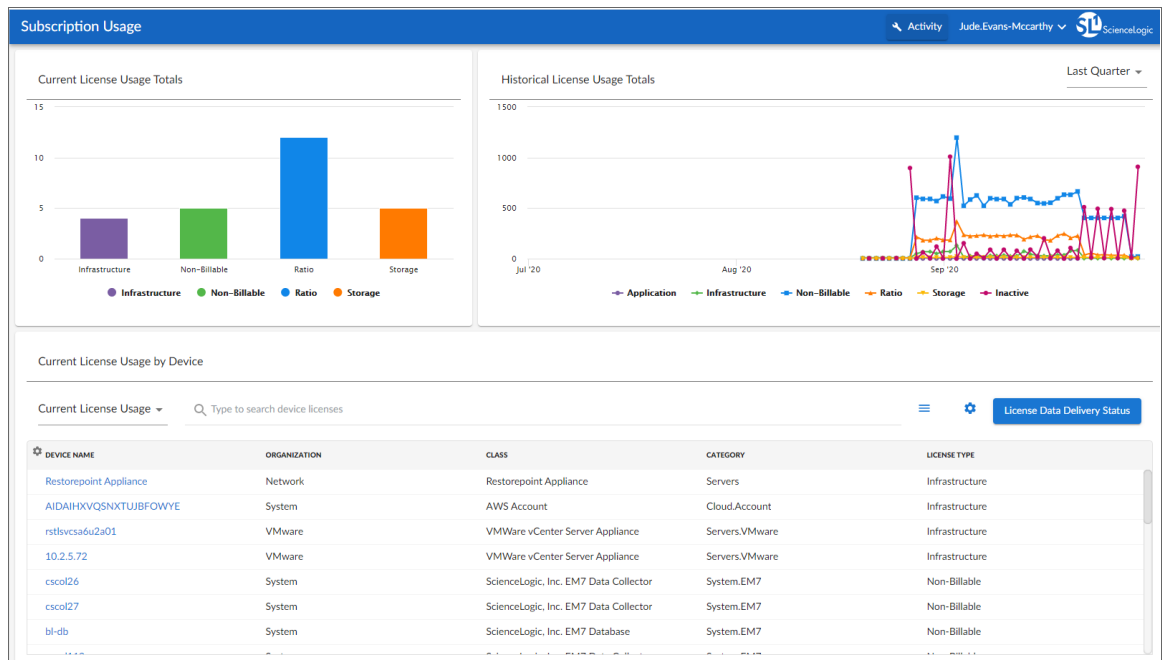 Subscription Usage
Activity
Jude.Evans-Mccarthy
SL1 ScienceLogic
Current License Usage Totals
15
10
5
0
Infrastructure Non-Billable Ratio Storage
Infrastructure Non-Billable Ratio Storage
Historical License Usage Totals
Last Quarter
1500
1000
500
0
Jul '20 Aug '20 Sep '20
Application Infrastructure Non-Billable Ratio Storage Inactive
Current License Usage by Device
Current License Usage Type to search device licenses License Data Delivery Status
DEVICE NAME ORGANIZATION CLASS CATEGORY LICENSE TYPE
Restorepoint Appliance Network Restorepoint Appliance Servers Infrastructure
AIDAIHXVQSNXTUJBFOWYE System AWS Account Cloud.Account Infrastructure
rstlsvcsa6u2a01 VMware VMWare vCenter Server Appliance Servers.VMware Infrastructure
10.2.5.72 VMware VMWare vCenter Server Appliance Servers.VMware Infrastructure
cscol26 System ScienceLogic, Inc. EM7 Data Collector System.EM7 Non-Billable
cscol27 System ScienceLogic, Inc. EM7 Data Collector System.EM7 Non-Billable
bl-db System ScienceLogic, Inc. EM7 Database System.EM7 Non-Billable